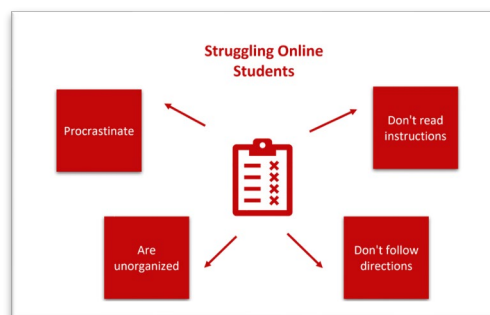 Struggling Online
Students
Procrastinate
Don't read
instructions
Are
unorganized
Don't follow
directions